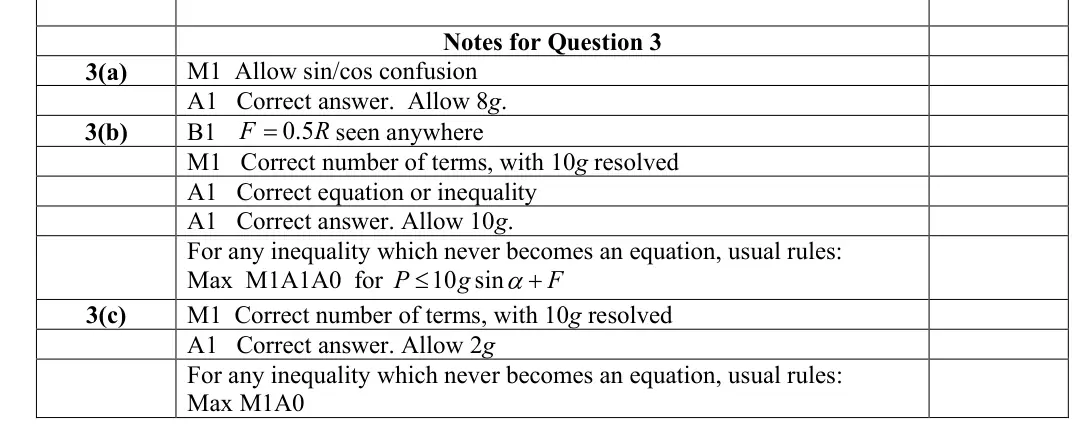 Notes for Question 3
3(a) M1 Allow sin/cos confusion
A1 Correct answer. Allow 8g.
3(b) B1 F = 0.5R seen anywhere
M1 Correct number of terms, with 10g resolved
A1 Correct equation or inequality
A1 Correct answer. Allow 10g.
For any inequality which never becomes an equation, usual rules:
Max M1A1A0 for P ≤ 10g sin α + F
3(c) M1 Correct number of terms, with 10g resolved
A1 Correct answer. Allow 2g
For any inequality which never becomes an equation, usual rules:
Max M1A0